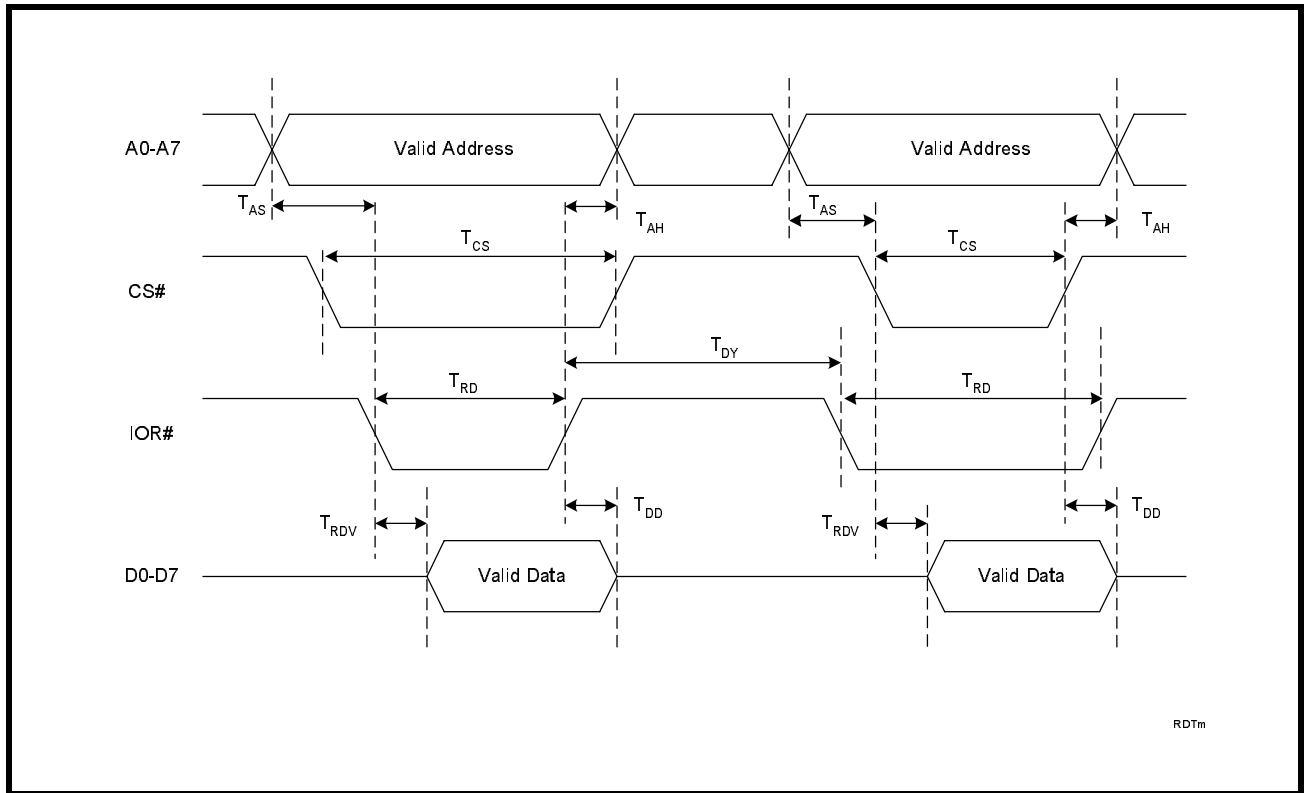 A0-A7
Valid Address
Valid Address
TAS
TAH
TAS
TAH
TCS
TCS
CS#
TDY
TRD
TRD
IOR#
TRDV
TDD
TRDV
TDD
D0-D7
Valid Data
Valid Data
RDTm